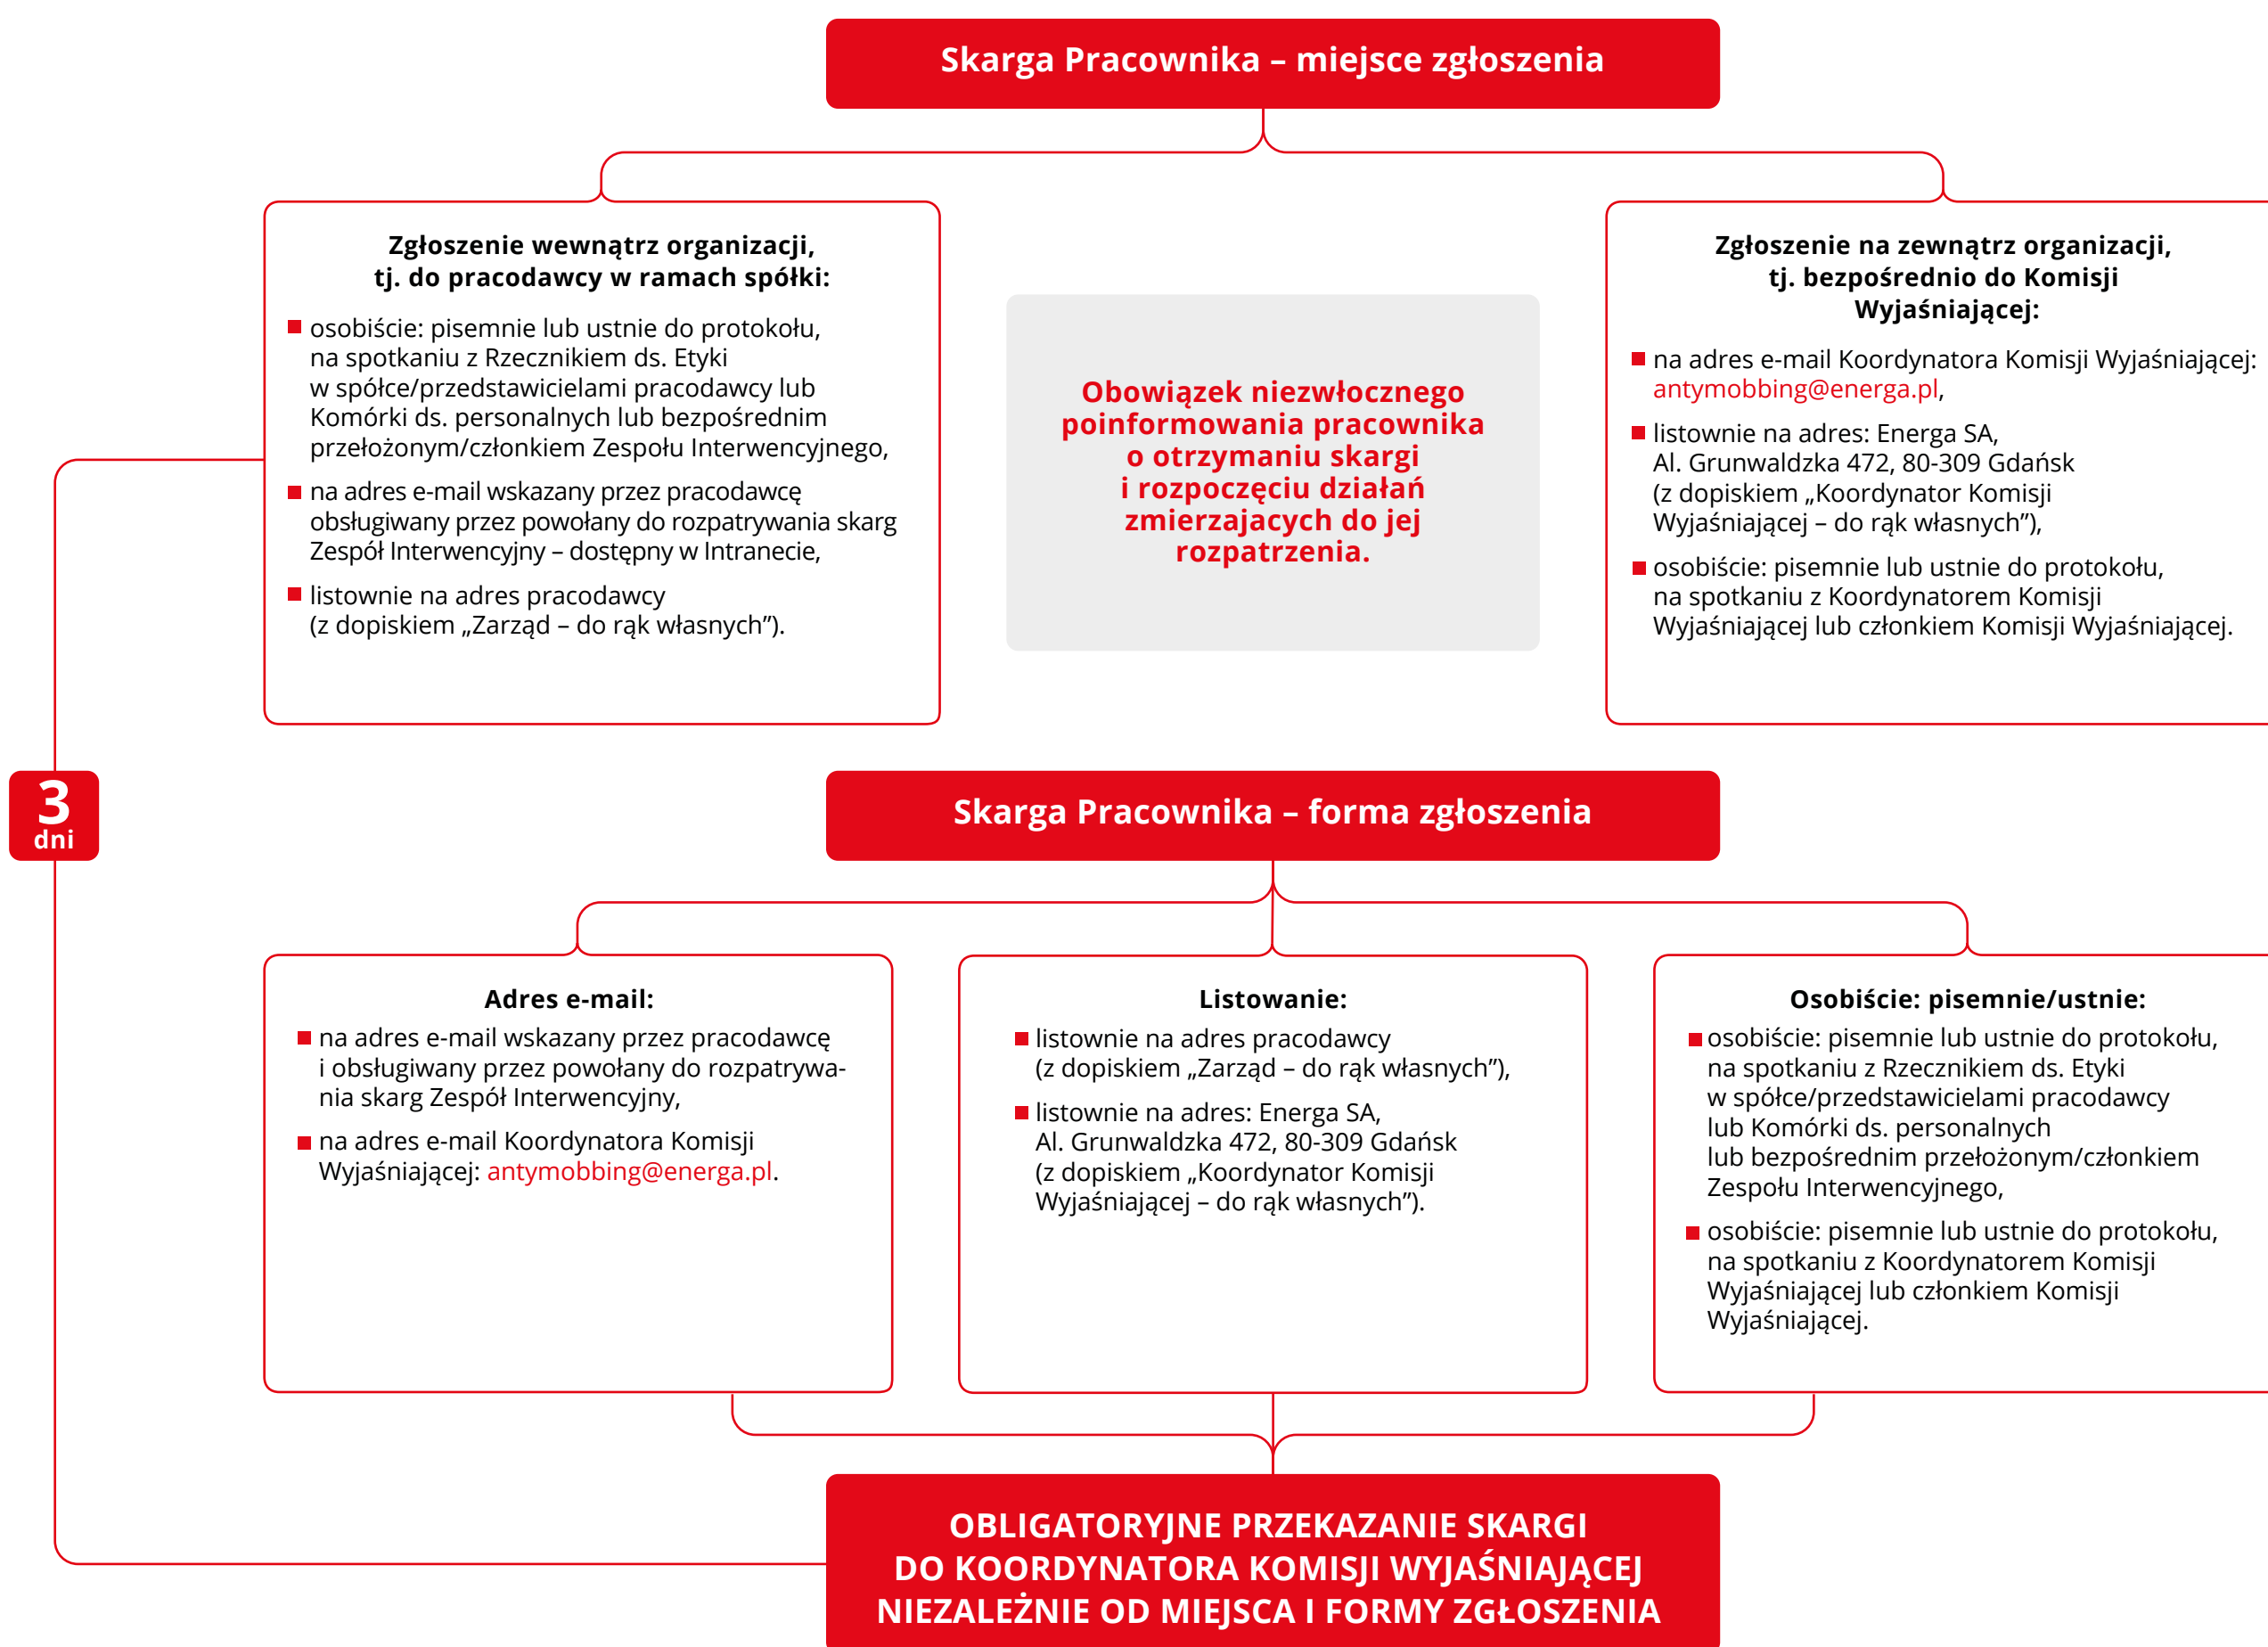 Skarga Pracownika – miejsce zgłoszenia
Zgłoszenie wewnątrz organizacji,
tj. do pracodawcy w ramach spółki:
osobiście: pisemnie lub ustnie do protokołu,
na spotkaniu z Rzecznikiem ds. Etyki
w spółce/przedstawicielami pracodawcy lub
Komórki ds. personalnych lub bezpośrednim
przełożonym/członkiem Zespołu Interwencyjnego,
na adres e-mail wskazany przez pracodawcę
obsługiwany przez powołany do rozpatrywania skarg
Zespół Interwencyjny – dostępny w Intranecie,
listownie na adres pracodawcy
(z dopiskiem „Zarząd – do rąk własnych”).
Obowiązek niezwłocznego
poinformowania pracownika
o otrzymaniu skargi
i rozpoczęciu działań
zmierzajacych do jej
rozpatrzenia.
Zgłoszenie na zewnątrz organizacji,
tj. bezpośrednio do Komisji
Wyjaśniającej:
na adres e-mail Koordynatora Komisji Wyjaśniającej:
antymobbing@energa.pl,
listownie na adres: Energa SA,
Al. Grunwaldzka 472, 80-309 Gdańsk
(z dopiskiem „Koordynator Komisji
Wyjaśniającej – do rąk własnych”),
osobiście: pisemnie lub ustnie do protokołu,
na spotkaniu z Koordynatorem Komisji
Wyjaśniającej lub członkiem Komisji Wyjaśniającej.
3
dni
Skarga Pracownika – forma zgłoszenia
Adres e-mail:
na adres e-mail wskazany przez pracodawcę
i obsługiwany przez powołany do rozpatrywa-
nia skarg Zespół Interwencyjny,
na adres e-mail Koordynatora Komisji
Wyjaśniającej: antymobbing@energa.pl.
Listowanie:
listownie na adres pracodawcy
(z dopiskiem „Zarząd – do rąk własnych”),
listownie na adres: Energa SA,
Al. Grunwaldzka 472, 80-309 Gdańsk
(z dopiskiem „Koordynator Komisji
Wyjaśniającej – do rąk własnych”).
Osobiście: pisemnie/ustnie:
osobiście: pisemnie lub ustnie do protokołu,
na spotkaniu z Rzecznikiem ds. Etyki
w spółce/przedstawicielami pracodawcy
lub Komórki ds. personalnych
lub bezpośrednim przełożonym/członkiem
Zespołu Interwencyjnego,
osobiście: pisemnie lub ustnie do protokołu,
na spotkaniu z Koordynatorem Komisji
Wyjaśniającej lub członkiem Komisji
Wyjaśniającej.
OBLIGATORYJNE PRZEKAZANIE SKARGI
DO KOORDYNATORA KOMISJI WYJAŚNIAJĄCEJ
NIEZALEŻNIE OD MIEJSCA I FORMY ZGŁOSZENIA